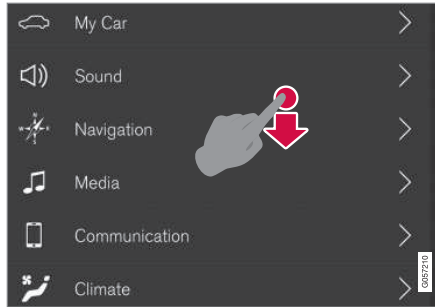 My Car
Sound
Navigation
Media
Communication
Climate
G057210